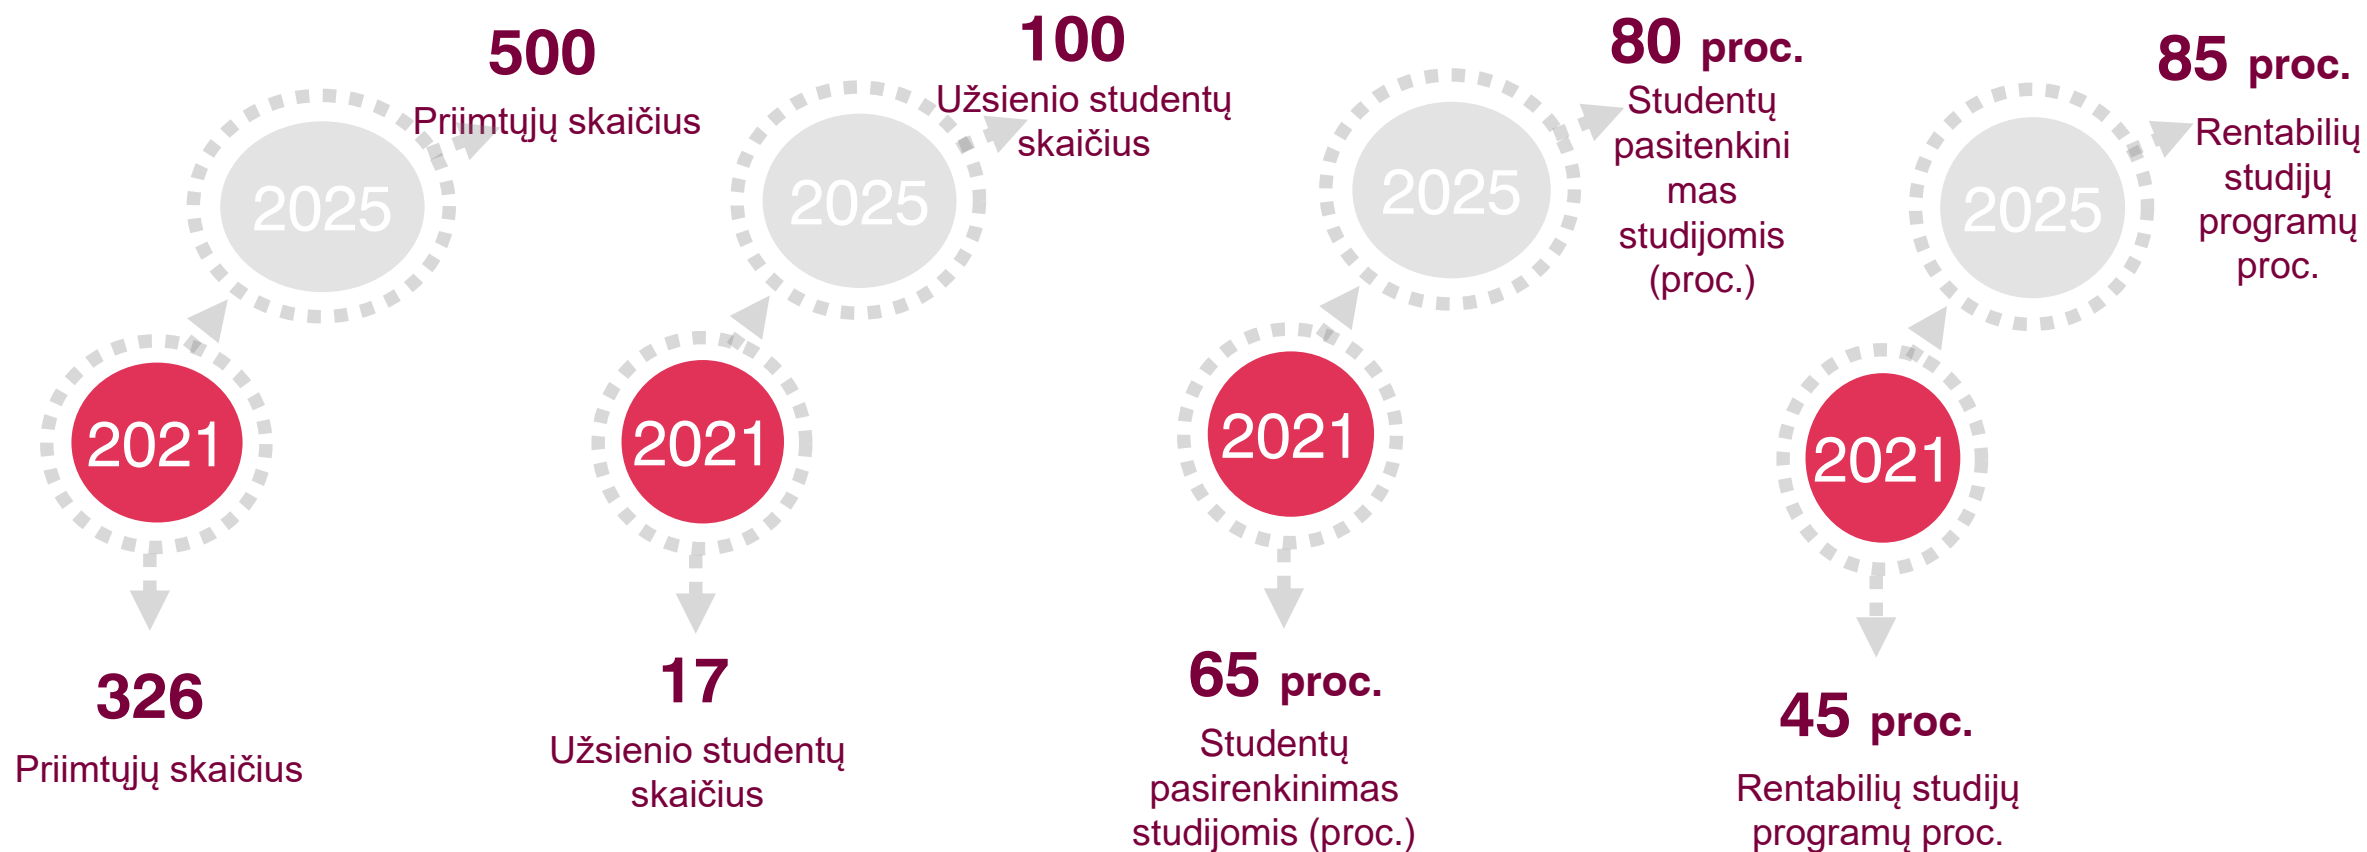 500
Priimtųjų skaičius
2025
2021
326
Priimtųjų skaičius
100
Užsienio studentų
skaičius
2025
2021
17
Užsienio studentų
skaičius
80 proc.
Studentų
pasitenkini
mas
studijomis
(proc.)
2025
2021
65 proc.
Studentų
pasirenkinimas
studijomis (proc.)
85 proc.
Rentabilių
studijų
programų
proc.
2025
2021
45 proc.
Rentabilių studijų
programų proc.